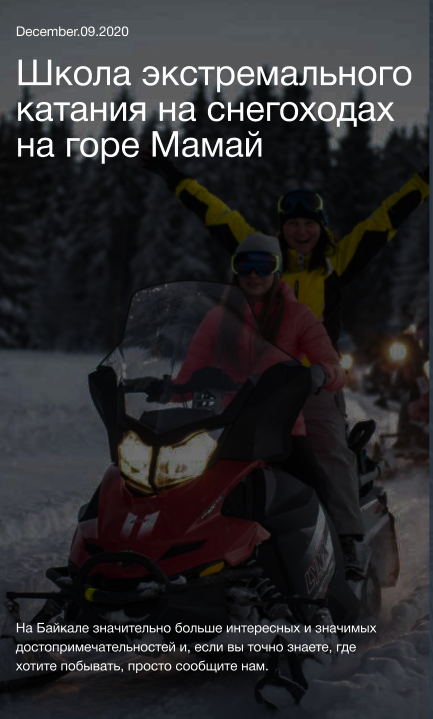 December.09.2020
Школа экстремального
катания на снегоходах
на горе Мамай
На Байкале значительно больше интересных и значимых
достопримечательностей и, если вы точно знаете, где
хотите побывать, просто сообщите нам.